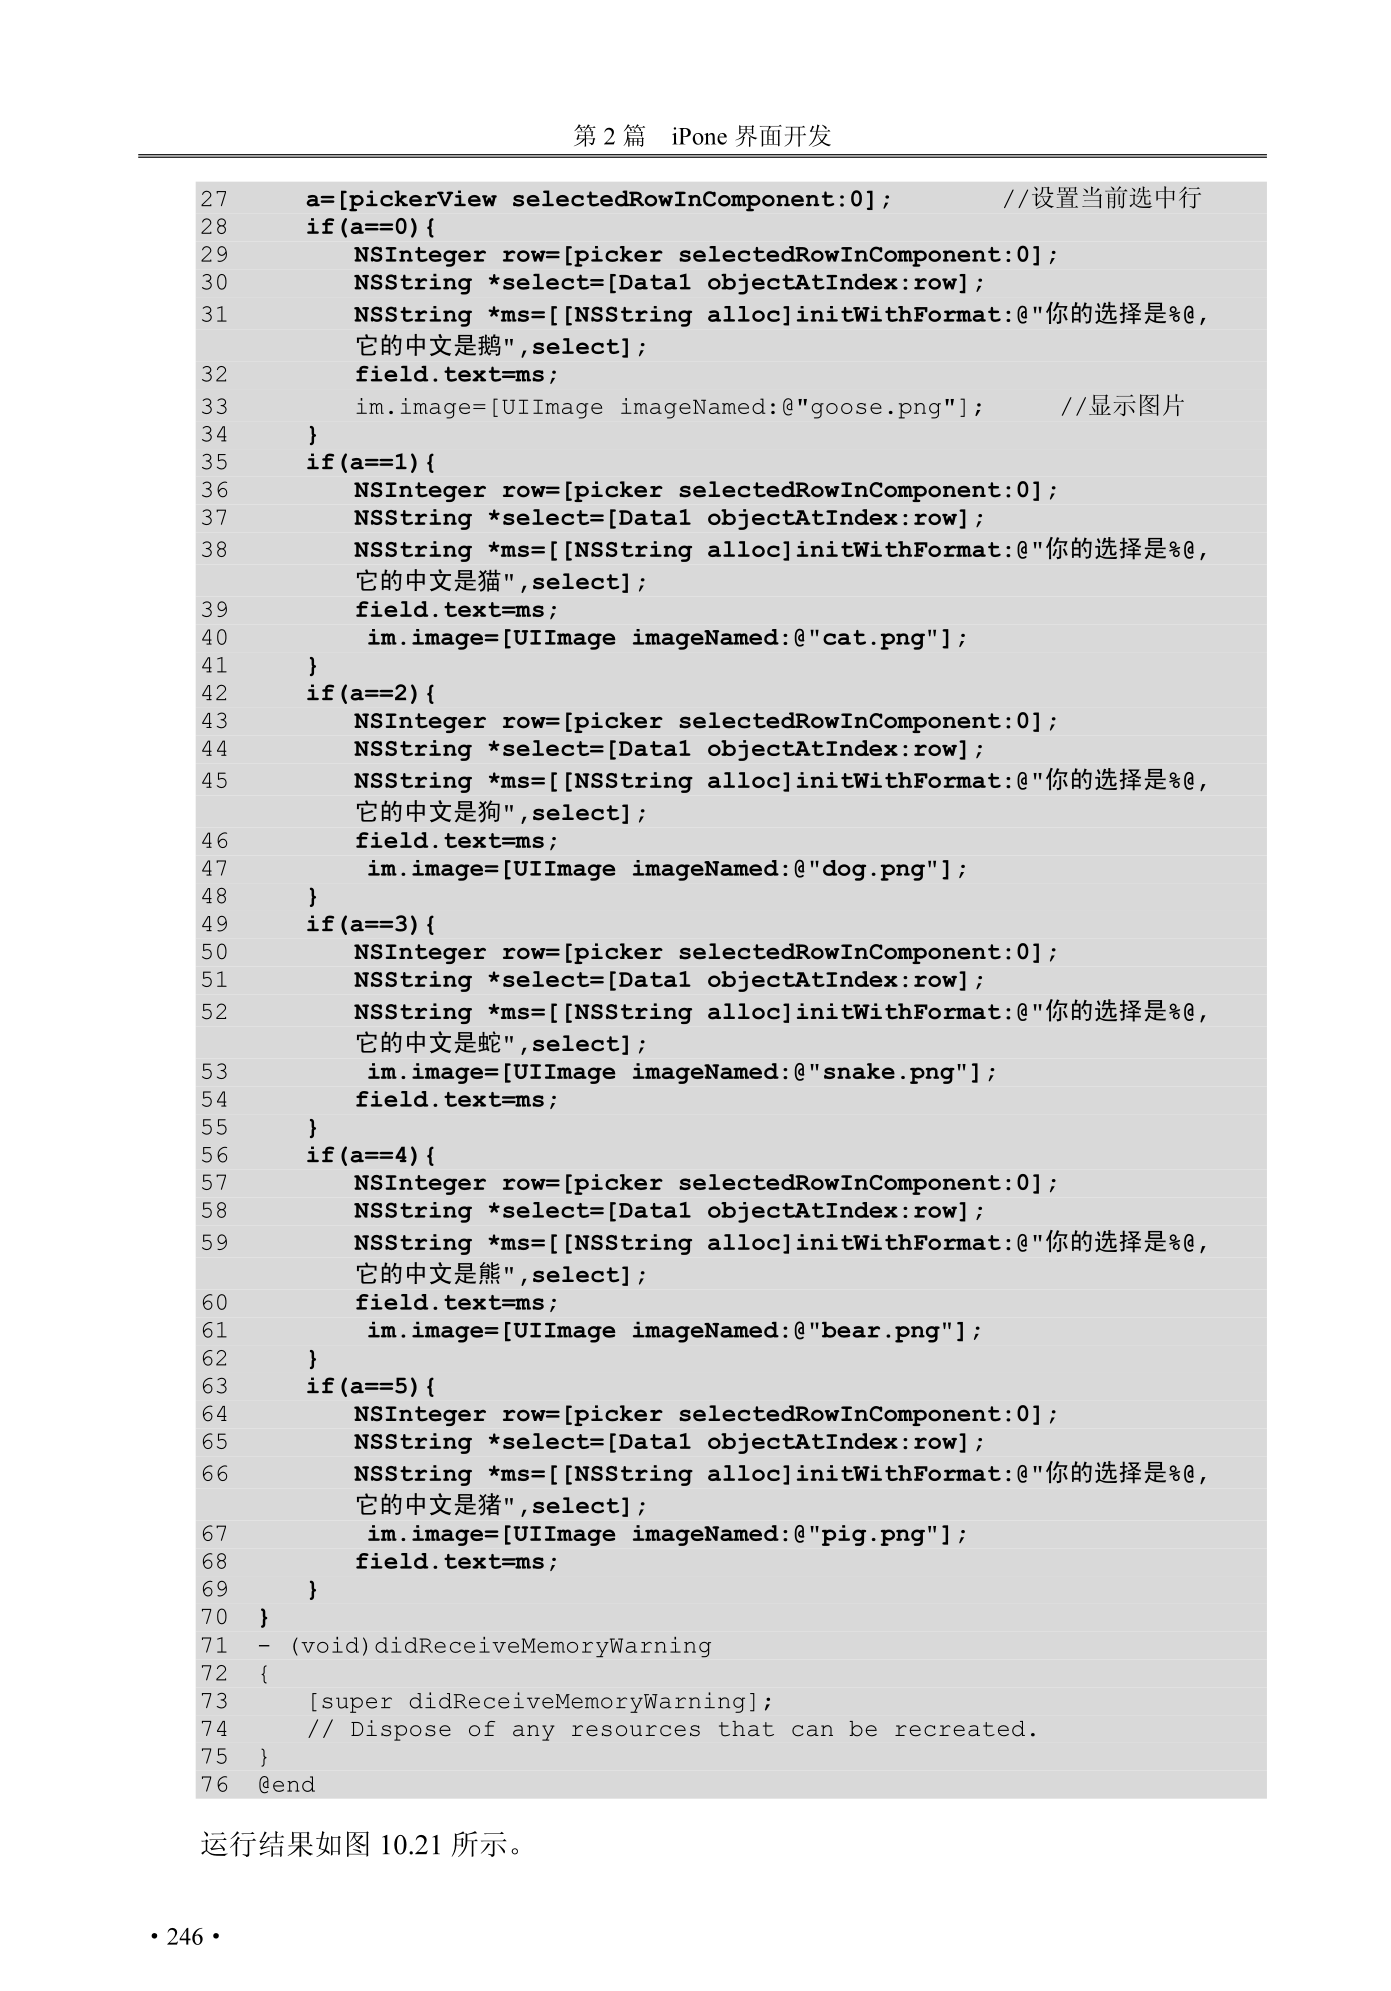 第 2 篇　iPone 界面开发
27 a=[pickerView selectedRowInComponent:0]; //设置当前选中行
28 if(a==0){
29 NSInteger row=[picker selectedRowInComponent:0];
30 NSString *select=[Data1 objectAtIndex:row];
31 NSString *ms=[[NSString alloc]initWithFormat:@"你的选择是%@,
它的中文是鹅",select];
32 field.text=ms;
33 im.image=[UIImage imageNamed:@"goose.png"]; //显示图片
34 }
35 if(a==1){
36 NSInteger row=[picker selectedRowInComponent:0];
37 NSString *select=[Data1 objectAtIndex:row];
38 NSString *ms=[[NSString alloc]initWithFormat:@"你的选择是%@,
它的中文是猫",select];
39 field.text=ms;
40 im.image=[UIImage imageNamed:@"cat.png"];
41 }
42 if(a==2){
43 NSInteger row=[picker selectedRowInComponent:0];
44 NSString *select=[Data1 objectAtIndex:row];
45 NSString *ms=[[NSString alloc]initWithFormat:@"你的选择是%@,
它的中文是狗",select];
46 field.text=ms;
47 im.image=[UIImage imageNamed:@"dog.png"];
48 }
49 if(a==3){
50 NSInteger row=[picker selectedRowInComponent:0];
51 NSString *select=[Data1 objectAtIndex:row];
52 NSString *ms=[[NSString alloc]initWithFormat:@"你的选择是%@,
它的中文是蛇",select];
53 im.image=[UIImage imageNamed:@"snake.png"];
54 field.text=ms;
55 }
56 if(a==4){
57 NSInteger row=[picker selectedRowInComponent:0];
58 NSString *select=[Data1 objectAtIndex:row];
59 NSString *ms=[[NSString alloc]initWithFormat:@"你的选择是%@,
它的中文是熊",select];
60 field.text=ms;
61 im.image=[UIImage imageNamed:@"bear.png"];
62 }
63 if(a==5){
64 NSInteger row=[picker selectedRowInComponent:0];
65 NSString *select=[Data1 objectAtIndex:row];
66 NSString *ms=[[NSString alloc]initWithFormat:@"你的选择是%@,
它的中文是猪",select];
67 im.image=[UIImage imageNamed:@"pig.png"];
68 field.text=ms;
69 }
70 }
71 - (void)didReceiveMemoryWarning
72 {
73 [super didReceiveMemoryWarning];
74 // Dispose of any resources that can be recreated.
75 }
76 @end
运行结果如图 10.21 所示。
• 246 •